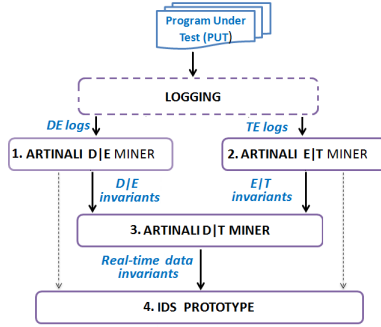 Program Under
Test (PUT)
LOGGING
DE logs
TE logs
1. ARTINALI D|E MINER
2. ARTINALI E|T MINER
D|E
invariants
E|T
invariants
3. ARTINALI D|T MINER
Real-time data
invariants
4. IDS PROTOTYPE